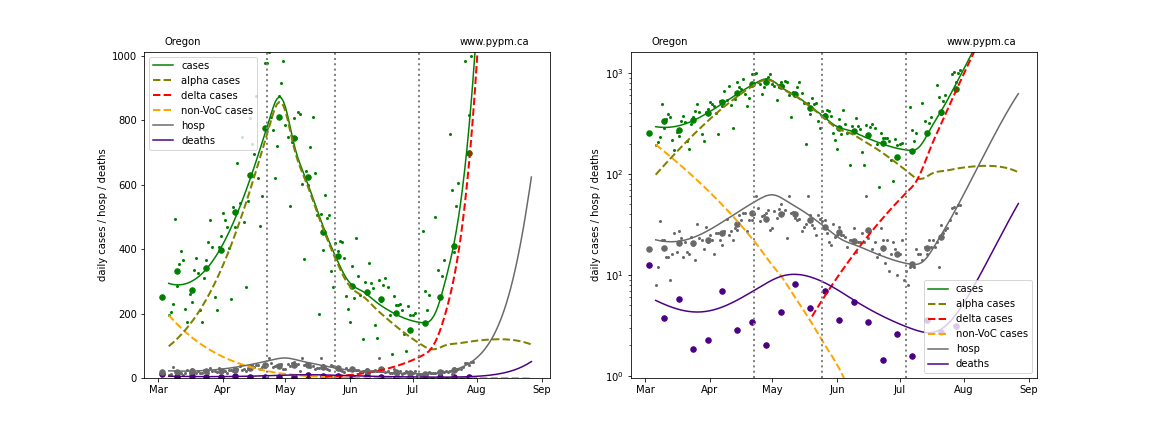 Oregon www.pypm.ca
1000
800
600
400
200
0
daily cases / hosp / deaths
cases
alpha cases
delta cases
non-VoC cases
hosp
deaths
Mar Apr May Jun Jul Aug Sep
Oregon www.pypm.ca
10³
10²
10¹
10⁰
daily cases / hosp / deaths
cases
alpha cases
delta cases
non-VoC cases
hosp
deaths
Mar Apr May Jun Jul Aug Sep